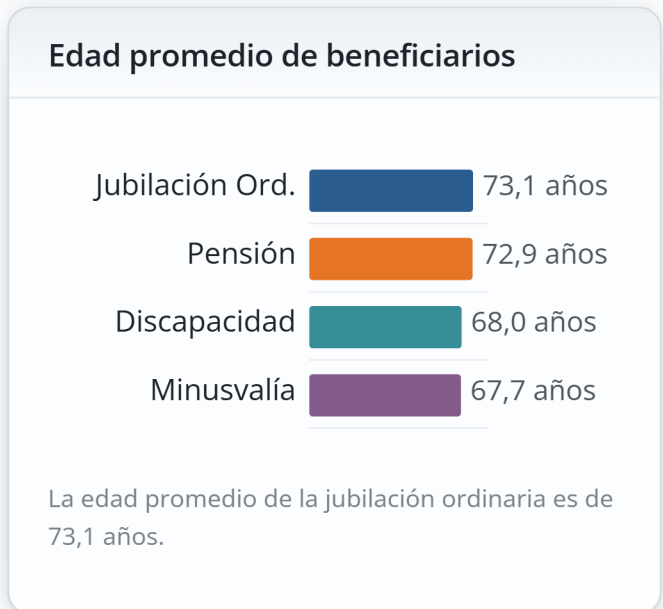 Edad promedio de beneficiarios
Jubilación Ord. 73,1 años
Pensión 72,9 años
Discapacidad 68,0 años
Minusvalía 67,7 años
La edad promedio de la jubilación ordinaria es de
73,1 años.